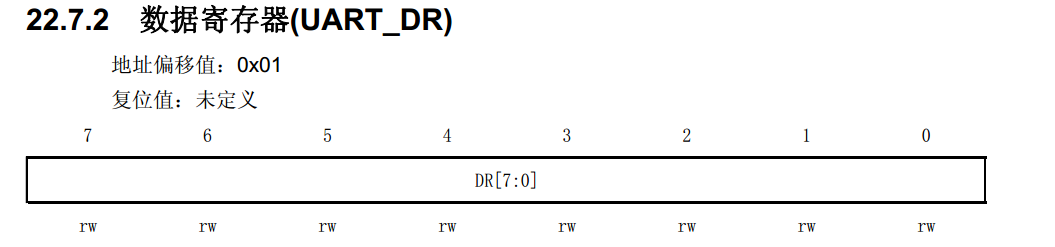 22.7.2 数据寄存器(UART_DR)
地址偏移值：0x01
复位值：未定义
7 6 5 4 3 2 1 0
DR[7:0]
rw rw rw rw rw rw rw rw